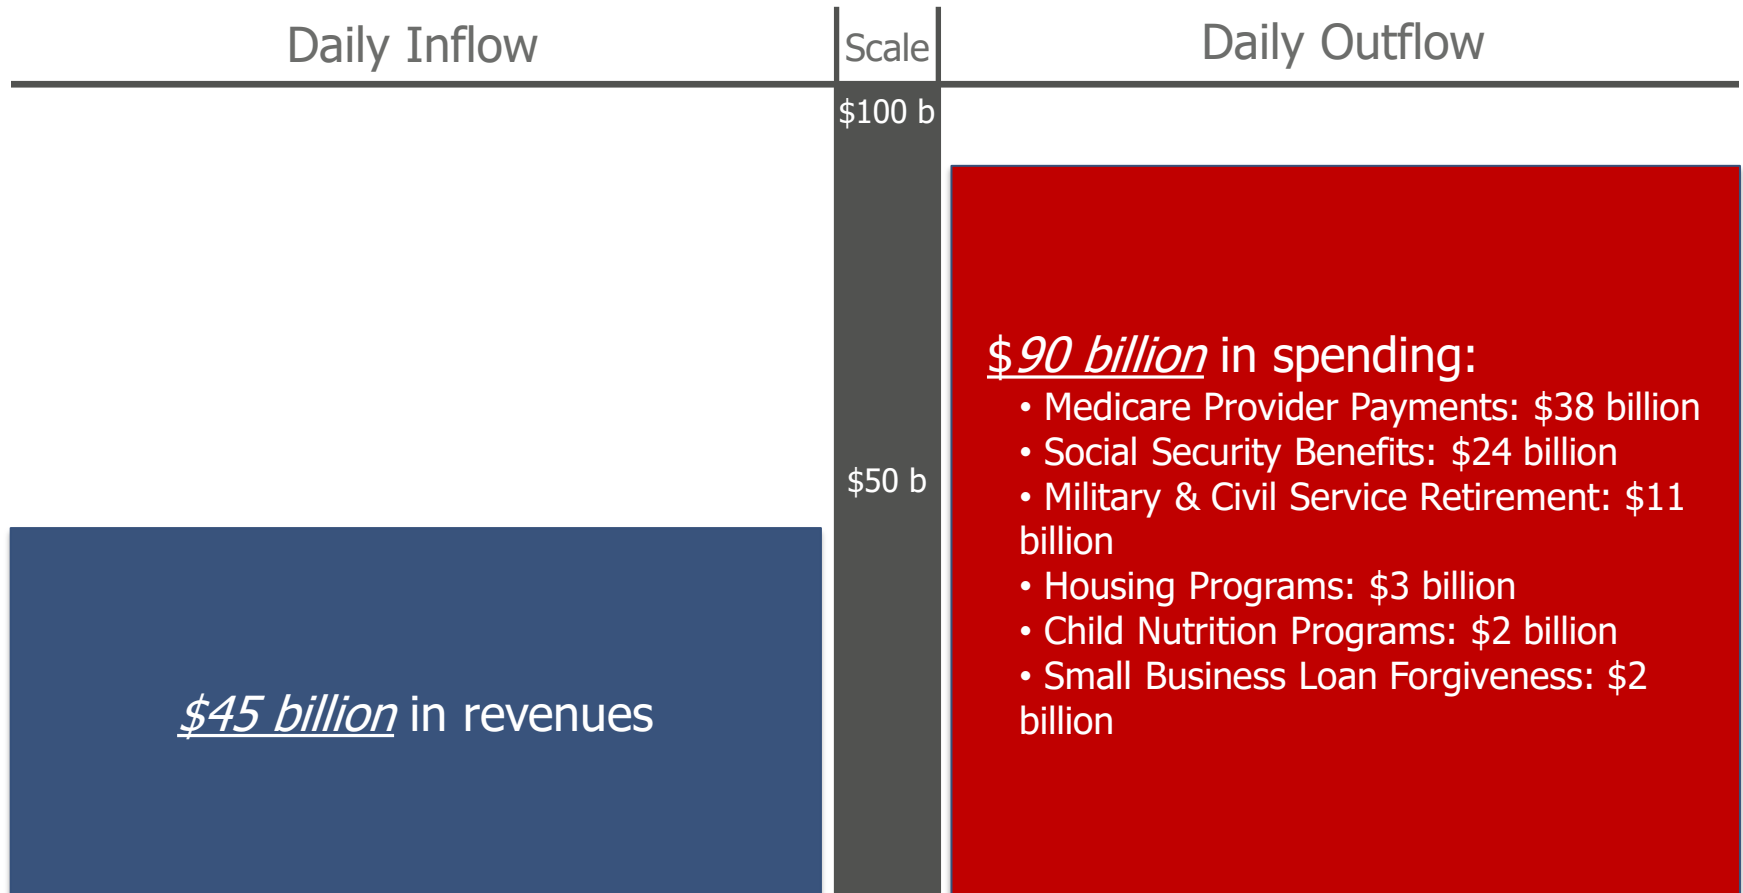 Daily Inflow
Scale
Daily Outflow
$100 b
$50 b
$45 billion in revenues
$90 billion in spending:
• Medicare Provider Payments: $38 billion
• Social Security Benefits: $24 billion
• Military & Civil Service Retirement: $11
billion
• Housing Programs: $3 billion
• Child Nutrition Programs: $2 billion
• Small Business Loan Forgiveness: $2
billion